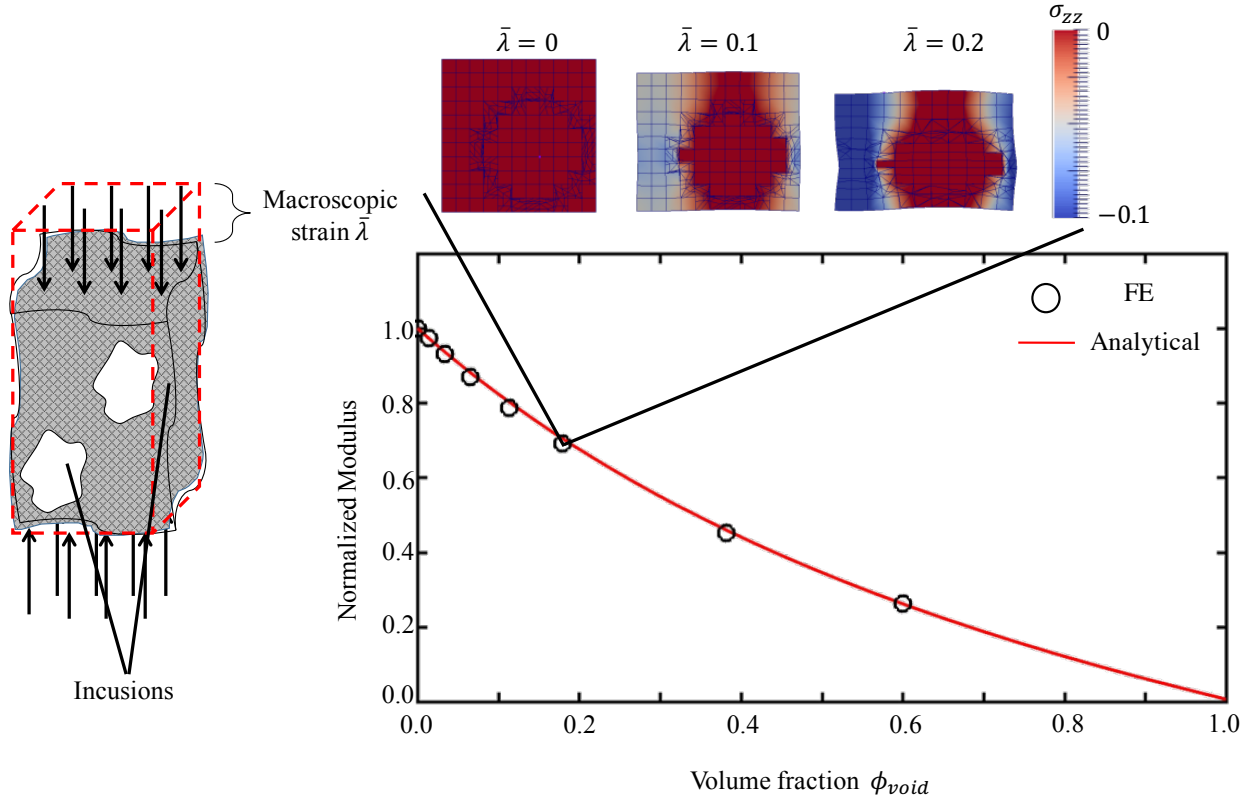 σzz
λ̄ = 0
λ̄ = 0.1
λ̄ = 0.2
0
−0.1
Macroscopic
strain λ̄
Incusions
FE
Analytical
1.0
0.8
0.6
0.4
0.2
0.0
Normalized Modulus
0.0 0.2 0.4 0.6 0.8 1.0
Volume fraction ϕvoid